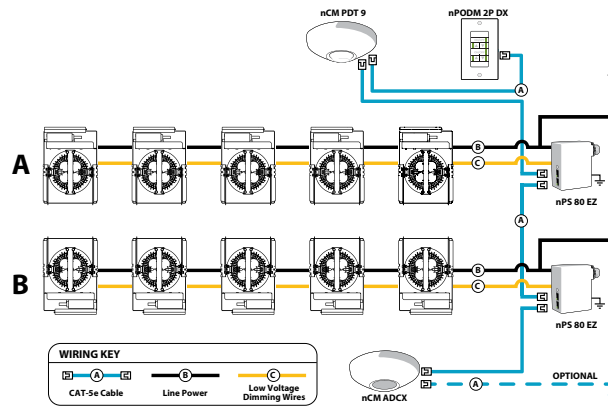 nCM PDT 9
nPODM 2P DX
A
A
B
C
nPS 80 EZ
A
B
B
C
nPS 80 EZ
WIRING KEY
A
B
C
CAT-5e Cable
Line Power
Low Voltage
Dimming Wires
nCM ADCX
A
OPTIONAL